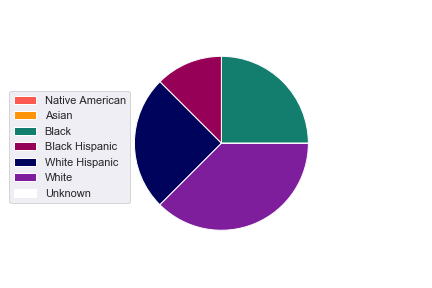 Native American
Asian
Black
Black Hispanic
White Hispanic
White
Unknown